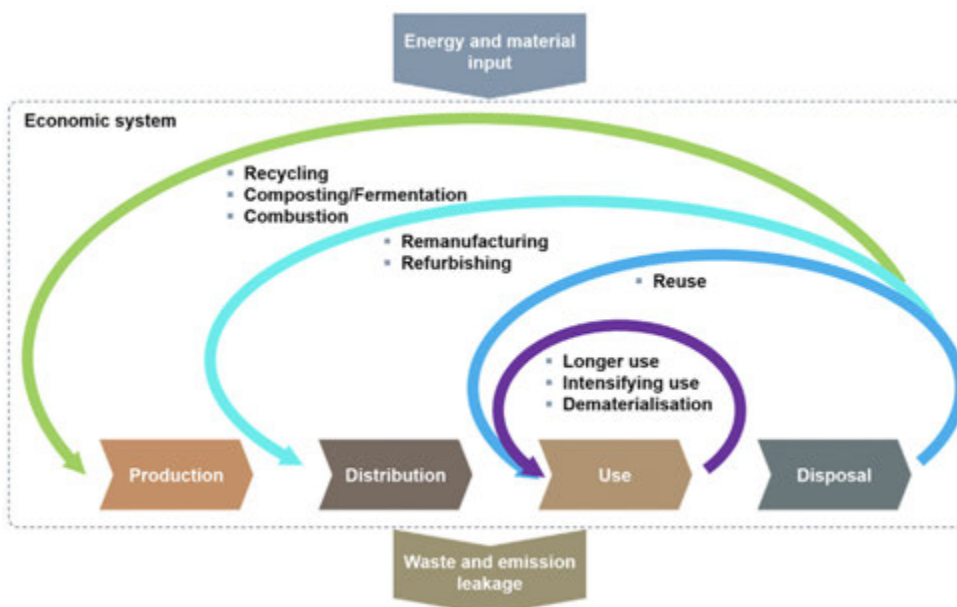 Energy and material
input
Economic system
▪ Recycling
▪ Composting/Fermentation
▪ Combustion
▪ Remanufacturing
▪ Refurbishing
▪ Reuse
▪ Longer use
▪ Intensifying use
▪ Dematerialisation
Production
Distribution
Use
Disposal
Waste and emission
leakage